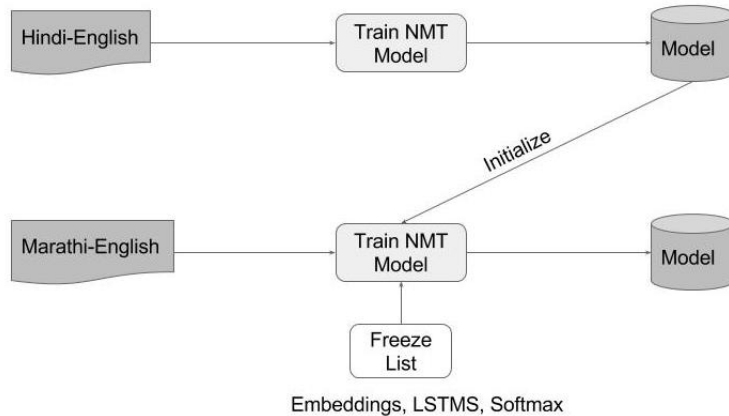 Hindi-English
Train NMT
Model
Model
Initialize
Marathi-English
Train NMT
Model
Model
Freeze
List
Embeddings, LSTMS, Softmax